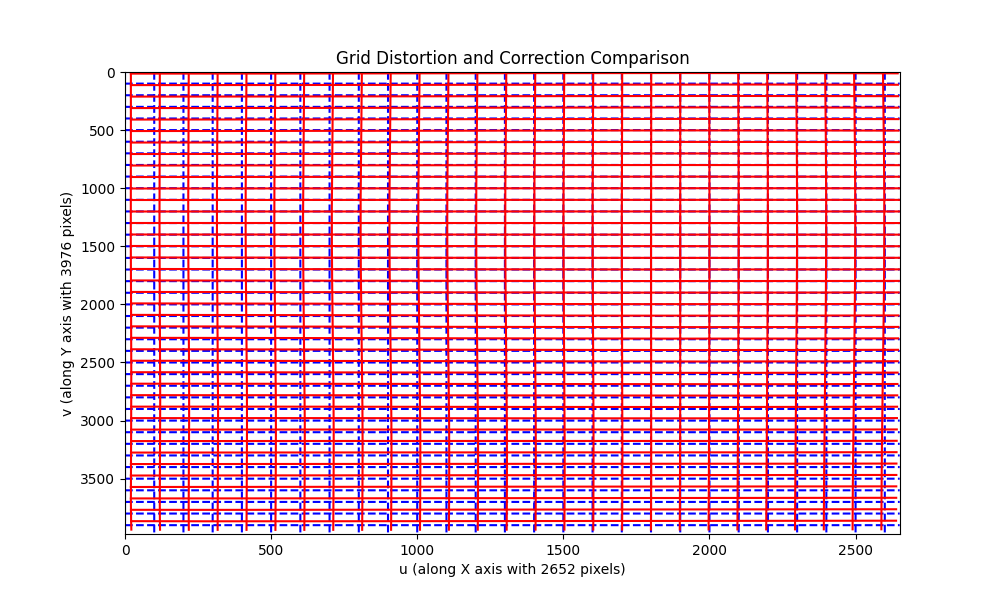 Grid Distortion and Correction Comparison
0
500
1000
1500
2000
2500
3000
3500
v (along Y axis with 3976 pixels)
0 500 1000 1500 2000 2500
u (along X axis with 2652 pixels)